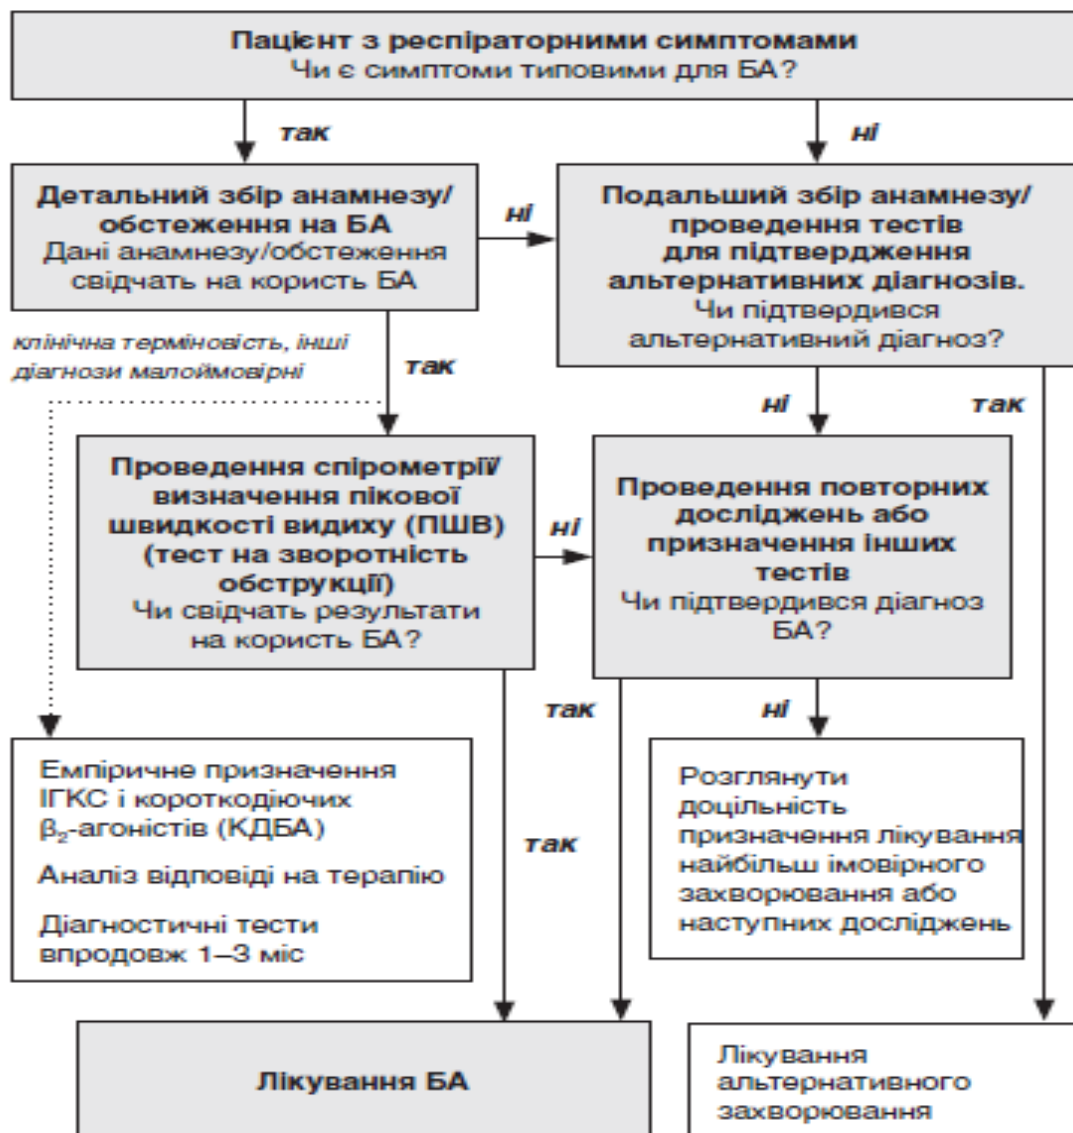 Пацієнт з респіраторними симптомами
Чи є симптоми типовими для БА?
так
ні
Детальний збір анамнезу/
обстеження на БА
Дані анамнезу/обстеження
свідчать на користь БА
ні
Подальший збір анамнезу/
проведення тестів
для підтвердження
альтернативних діагнозів.
Чи підтвердився
альтернативний діагноз?
клінічна терміновість, інші
діагнози малоймовірні
так
ні
так
Проведення спірометрії/
визначення пікової
швидкості видиху (ПШВ)
(тест на зворотність
обструкції)
Чи свідчать результати
на користь БА?
ні
Проведення повторних
досліджень або
призначення інших
тестів
Чи підтвердився діагноз
БА?
так
ні
Емпіричне призначення
ІГКС і короткодіючих
β₂-агоністів (КДБА)
Аналіз відповіді на терапію
Діагностичні тести
впродовж 1–3 міс
так
Розглянути
доцільність
призначення лікування
найбільш імовірного
захворювання або
наступних досліджень
Лікування БА
Лікування
альтернативного
захворювання